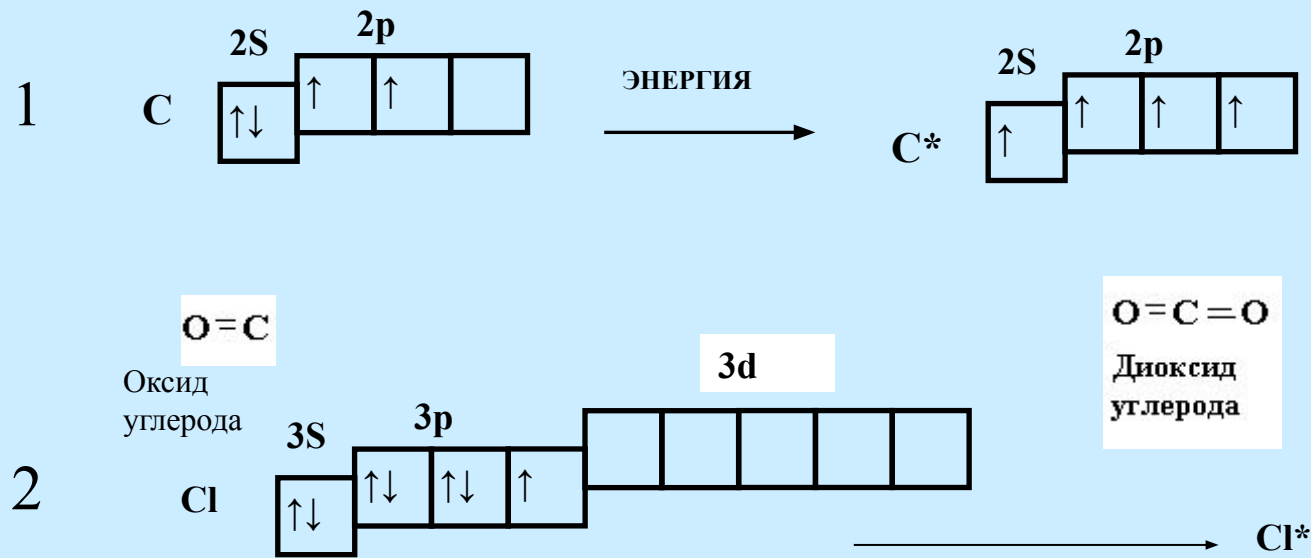 2S 2p
1 C ↑↓ ↑ ↑ ЭНЕРГИЯ
2S 2p
C* ↑ ↑ ↑ ↑
O=C
Оксид
углерода
O=C=O
Диоксид
углерода
3S 3p 3d
2 Cl ↑↓ ↑↓ ↑↓ ↑
Cl*